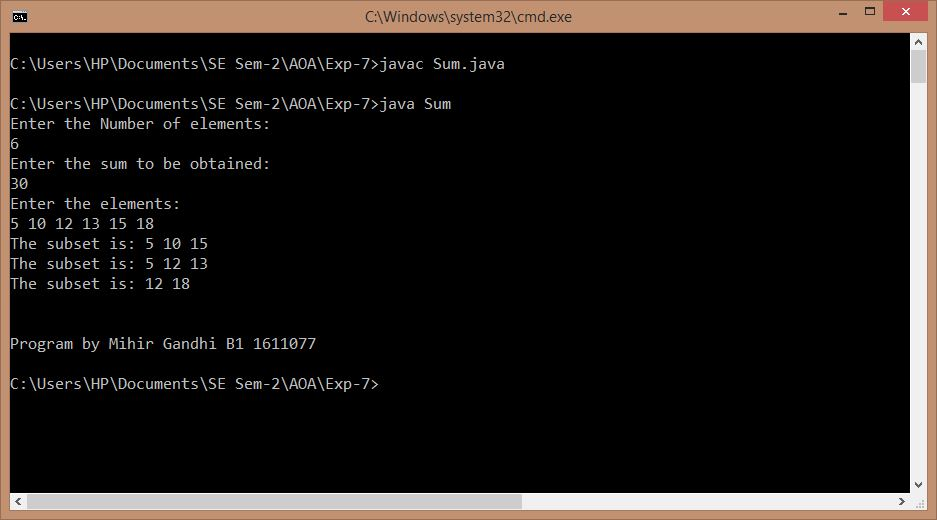 C:\Windows\system32\cmd.exe
C:\Users\HP\Documents\SE Sem-2\AOA\Exp-7>javac Sum.java
C:\Users\HP\Documents\SE Sem-2\AOA\Exp-7>java Sum
Enter the Number of elements:
6
Enter the sum to be obtained:
30
Enter the elements:
5 10 12 13 15 18
The subset is: 5 10 15
The subset is: 5 12 13
The subset is: 12 18
Program by Mihir Gandhi B1 1611077
C:\Users\HP\Documents\SE Sem-2\AOA\Exp-7>